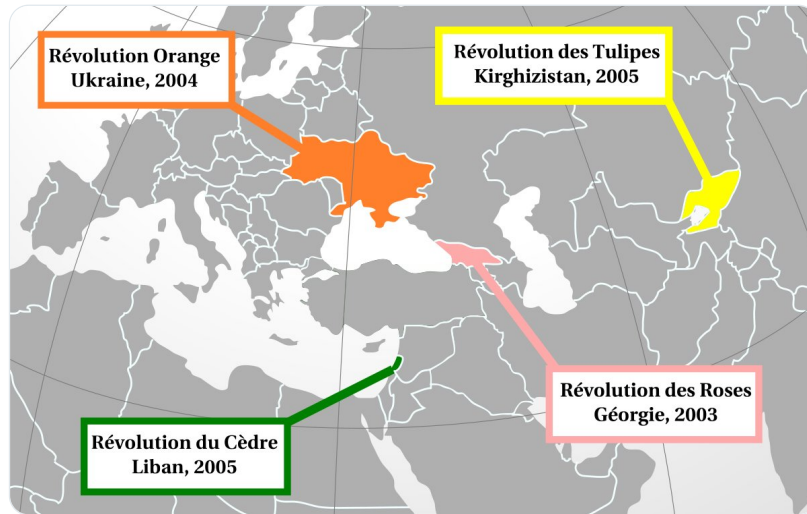 Révolution Orange
Ukraine, 2004
Révolution des Tulipes
Kirghizistan, 2005
Révolution des Roses
Géorgie, 2003
Révolution du Cèdre
Liban, 2005